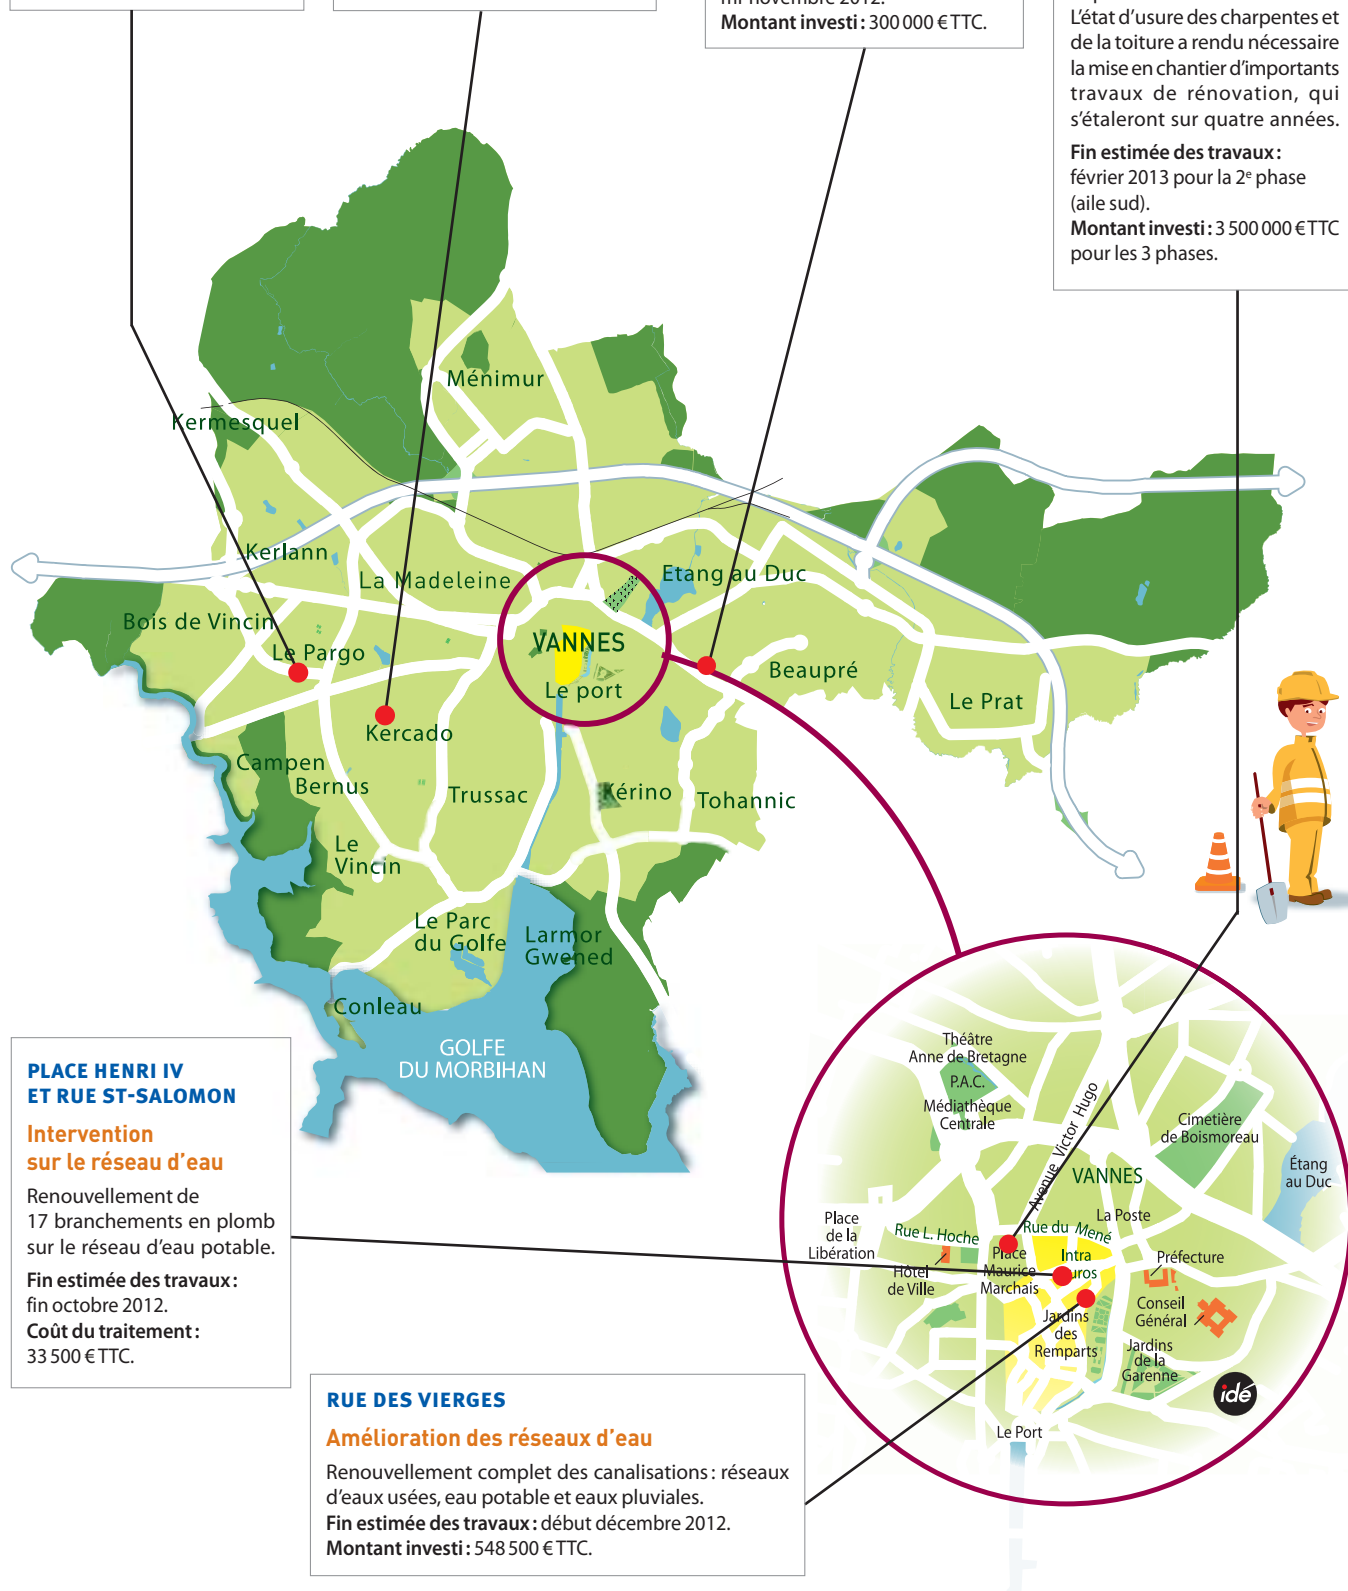 Montant investi : 300 000 € TTC.
L’état d’usure des charpentes et
de la toiture a rendu nécessaire
la mise en chantier d’importants
travaux de rénovation, qui
s’étaleront sur quatre années.
Fin estimée des travaux :
février 2013 pour la 2e phase
(aile sud).
Montant investi : 3 500 000 € TTC
pour les 3 phases.
Ménimur
Kermesquel
Kerlann
La Madeleine
Etang au Duc
Bois de Vincin
Le Pargo
VANNES
Le port
Beaupré
Le Prat
Kercado
Campen
Bernus
Trussac
Kérino
Tohannic
Le
Vincin
Le Parc
du Golfe
Larmor
Gwened
Conleau
GOLFE
DU MORBIHAN
PLACE HENRI IV
ET RUE ST-SALOMON
Intervention
sur le réseau d’eau
Renouvellement de
17 branchements en plomb
sur le réseau d’eau potable.
Fin estimée des travaux :
fin octobre 2012.
Coût du traitement :
33 500 € TTC.
Théâtre
Anne de Bretagne
P.A.C.
Médiathèque
Centrale
Avenue Victor Hugo
Cimetière
de Boismoreau
VANNES
Étang
au Duc
La Poste
Place
de la
Libération
Rue L. Hoche
Rue du Mené
Hôtel
de Ville
Place
Maurice
Marchais
Intra
uros
Préfecture
Conseil
Général
Jardins
des
Remparts
Jardins
de la
Garenne
idé
Le Port
RUE DES VIERGES
Amélioration des réseaux d’eau
Renouvellement complet des canalisations : réseaux
d’eaux usées, eau potable et eaux pluviales.
Fin estimée des travaux : début décembre 2012.
Montant investi : 548 500 € TTC.